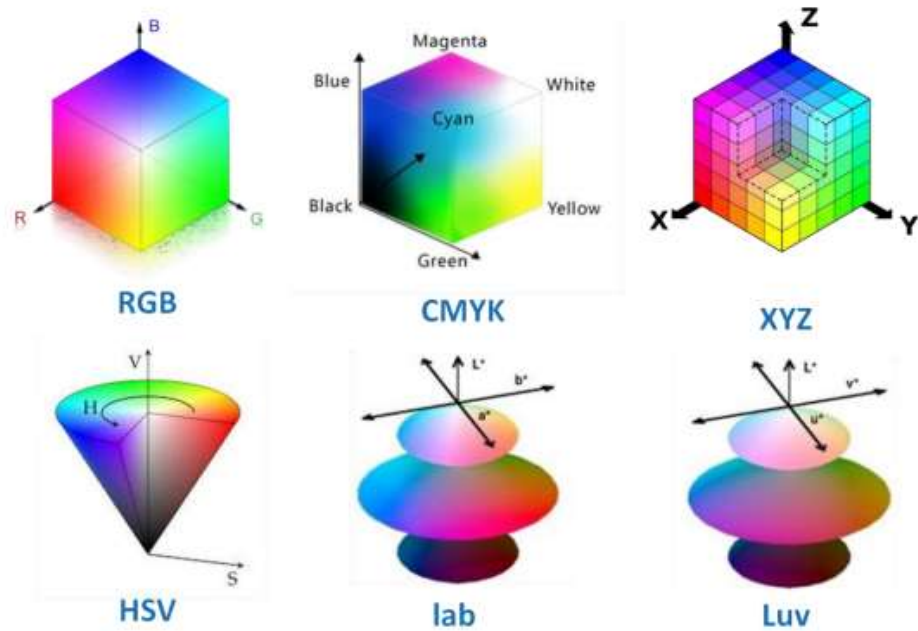 B
R
G
RGB
Magenta
Blue
White
Cyan
Black
Yellow
Green
CMYK
Z
X
Y
XYZ
V
H
S
HSV
L*
b*
a*
lab
L*
v*
u*
Luv